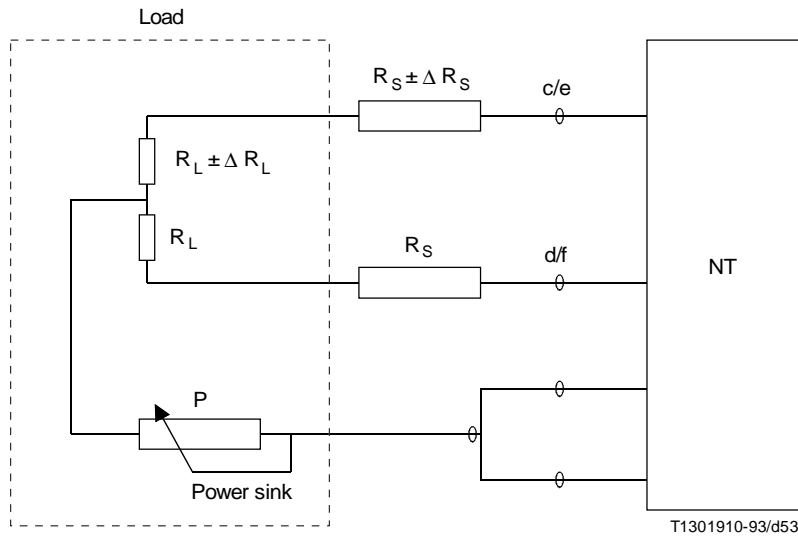 Load
R_S ± Δ R_S
c/e
R_L ± Δ R_L
R_L
R_S
d/f
NT
P
Power sink
T1301910-93/d53